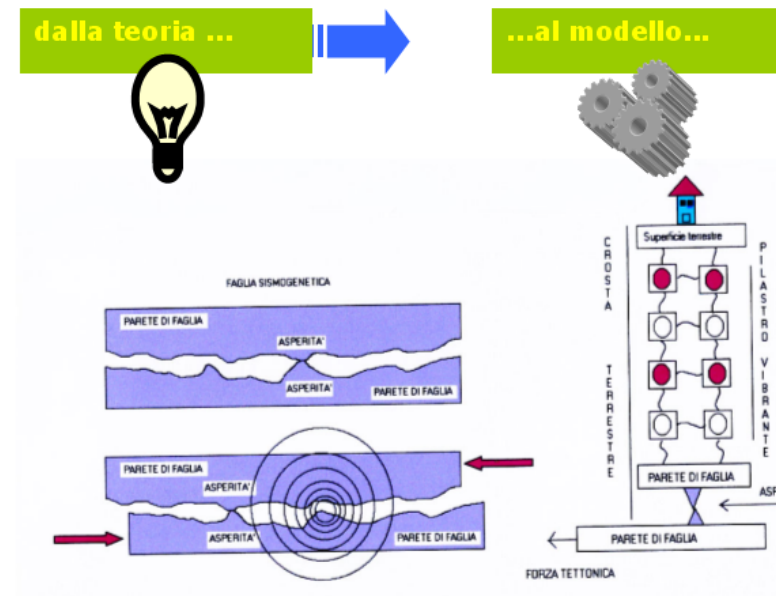 dalla teoria ...
...al modello...
FAGLIA SISMOGENETICA
PARETE DI FAGLIA
ASPERITA'
ASPERITA'
PARETE DI FAGLIA
PARETE DI FAGLIA
ASPERITA'
ASPERITA'
PARETE DI FAGLIA
Superficie terrestre
CROSTA TERRESTRE
PILASTRO VIBRANTE
PARETE DI FAGLIA
ASP
PARETE DI FAGLIA
FORZA TETTONICA